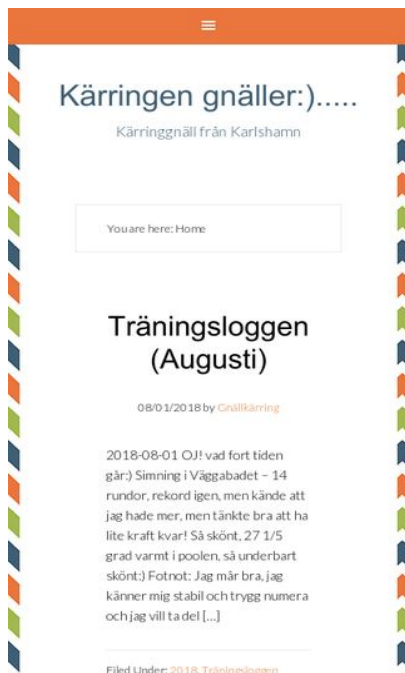 Kärringen gnäller:).....
Kärringgnäll från Karlshamn
You are here: Home
Träningsloggen
(Augusti)
08/01/2018 by Gnällkärring
2018-08-01 OJ! vad fort tiden
går:) Simning i Väggabadet – 14
rundor, rekord igen, men kände att
jag hade mer, men tänkte bra att ha
lite kraft kvar! Så skönt, 27 1/5
grad varmt i poolen, så underbart
skönt:) Fotnot: Jag mår bra, jag
känner mig stabil och trygg numera
och jag vill ta del [...]
Filed Under: 2018, Träningsloggen